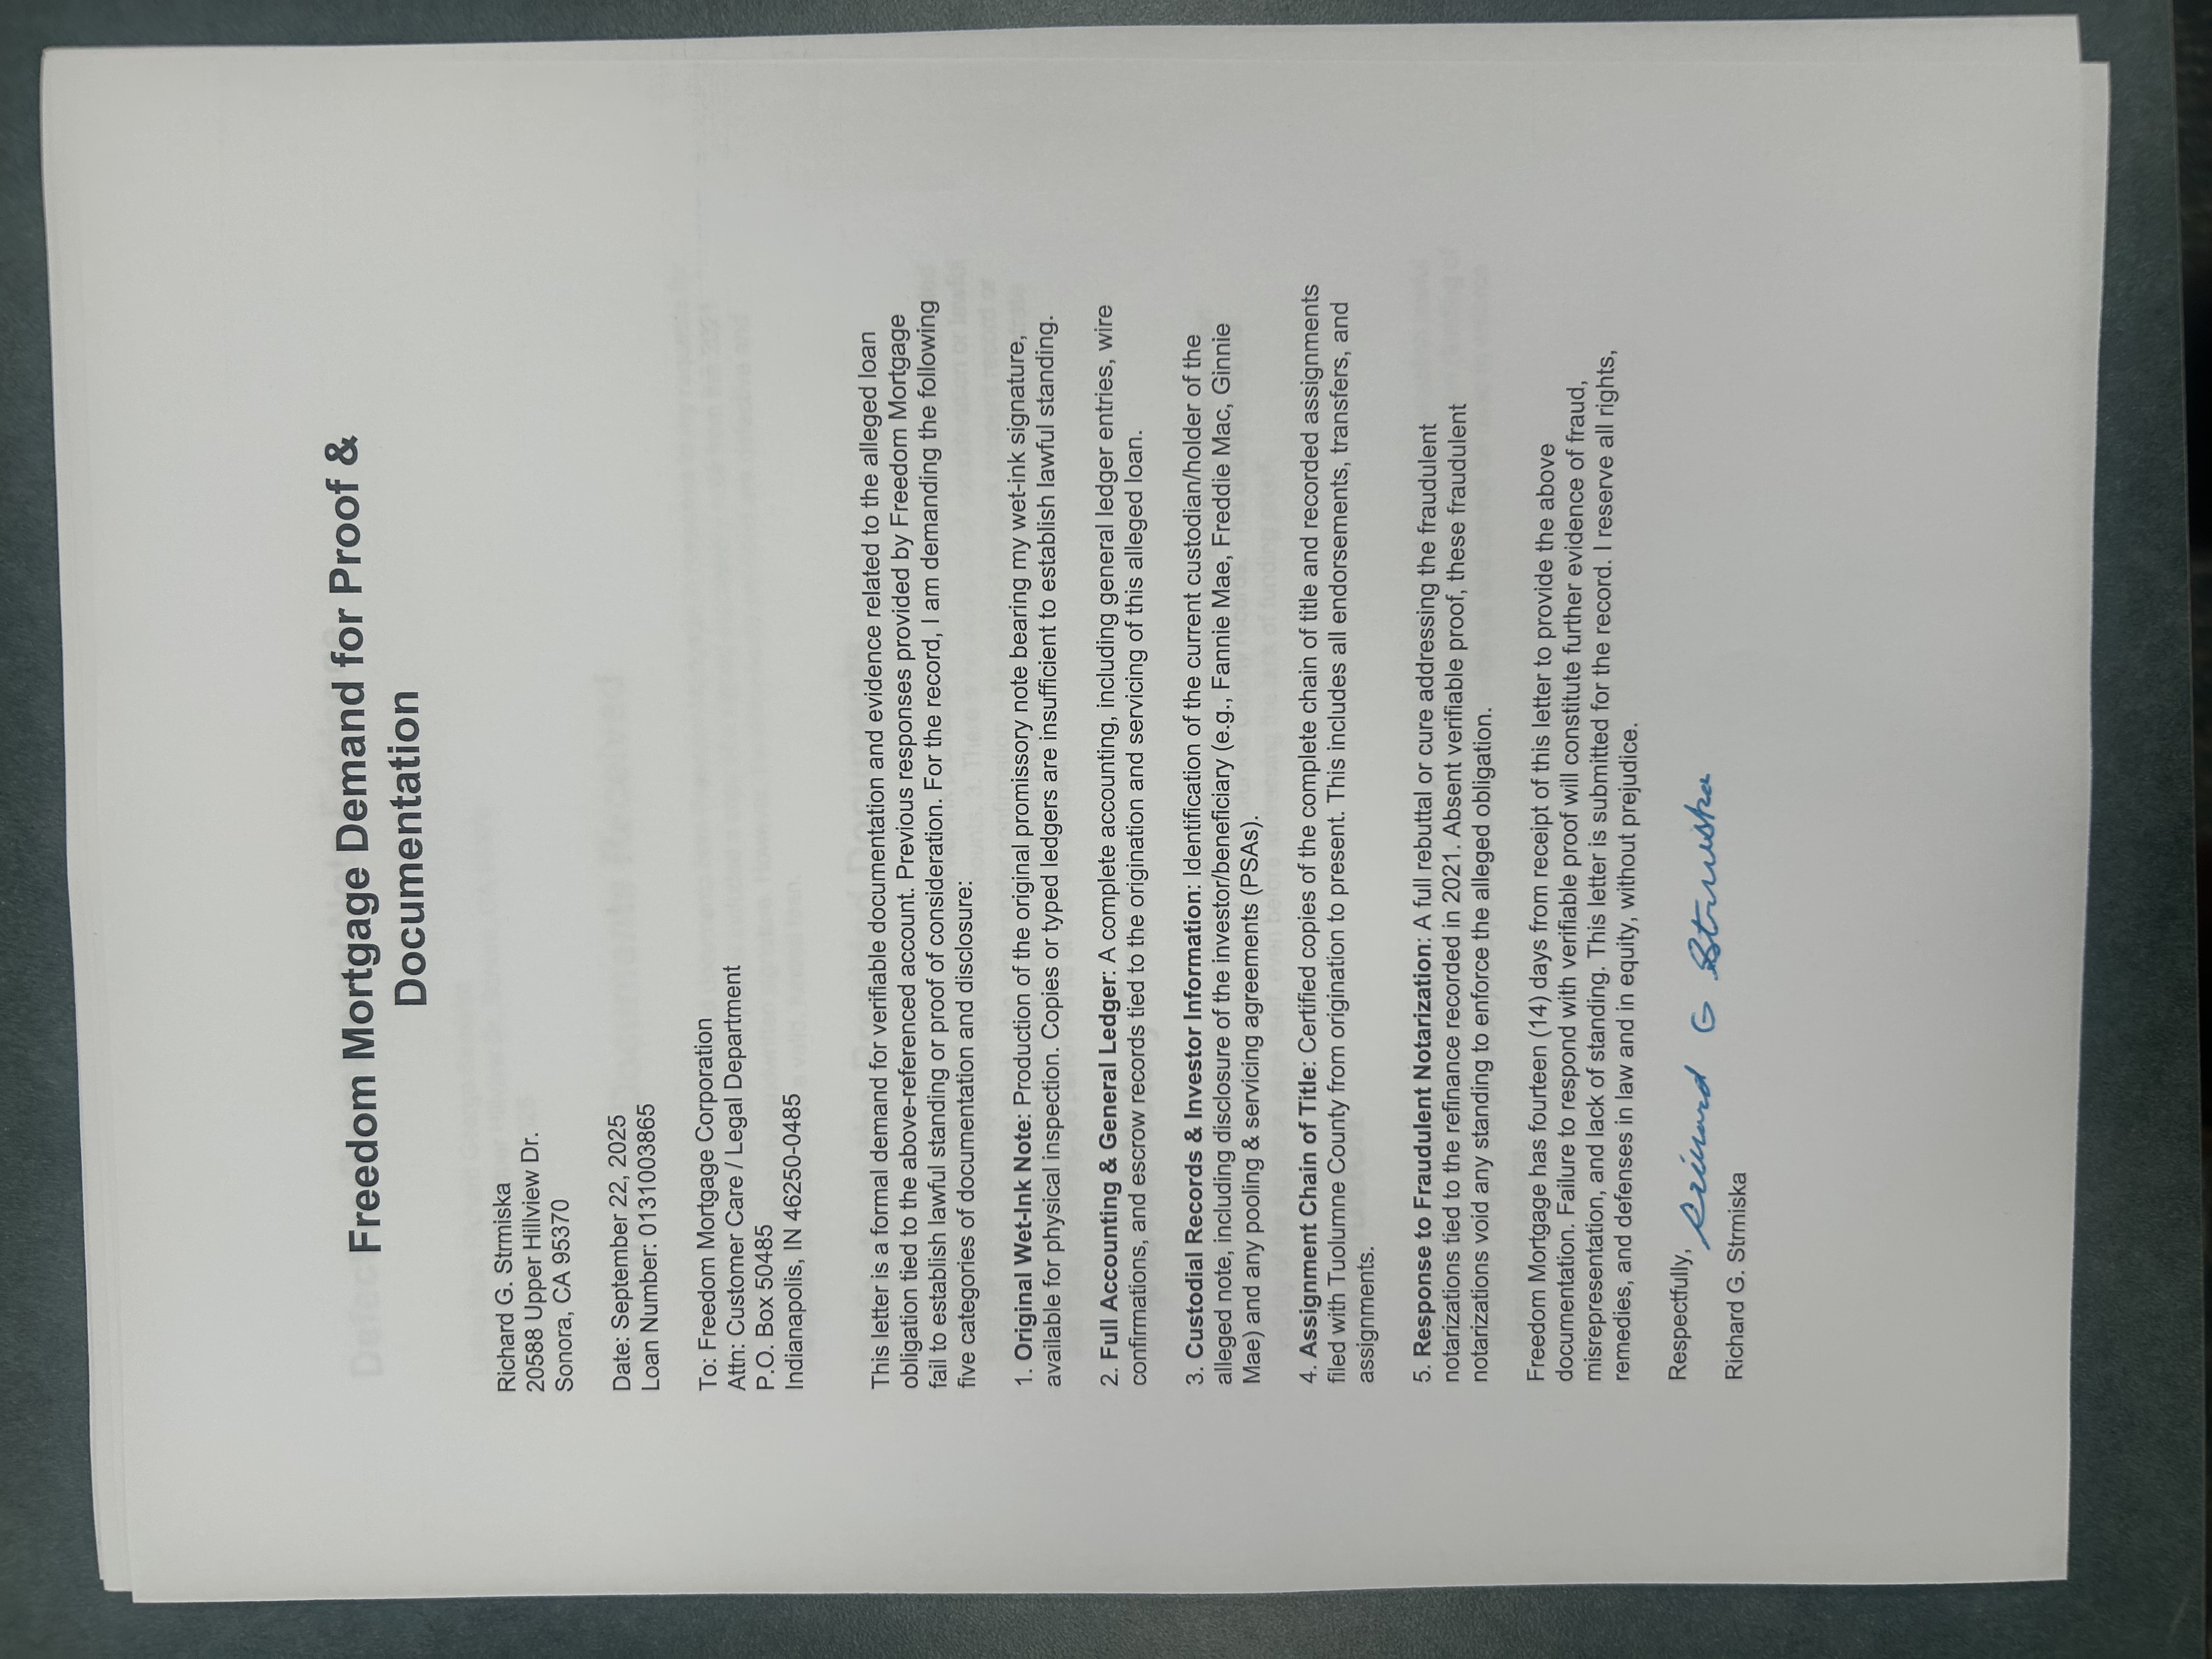 Freedom Mortgage Demand for Proof &
Documentation
Richard G. Strmiska
20588 Upper Hillview Dr.
Sonora, CA 95370
Date: September 22, 2025
Loan Number: 0131003865
To: Freedom Mortgage Corporation
Attn: Customer Care / Legal Department
P.O. Box 50485
Indianapolis, IN 46250-0485
This letter is a formal demand for verifiable documentation and evidence related to the alleged loan
obligation tied to the above-referenced account. Previous responses provided by Freedom Mortgage
fail to establish lawful standing or proof of consideration. For the record, I am demanding the following
five categories of documentation and disclosure:
1. Original Wet-Ink Note: Production of the original promissory note bearing my wet-ink signature,
available for physical inspection. Copies or typed ledgers are insufficient to establish lawful standing.
2. Full Accounting & General Ledger: A complete accounting, including general ledger entries, wire
confirmations, and escrow records tied to the origination and servicing of this alleged loan.
3. Custodial Records & Investor Information: Identification of the current custodian/holder of the
alleged note, including disclosure of the investor/beneficiary (e.g., Fannie Mae, Freddie Mac, Ginnie
Mae) and any pooling & servicing agreements (PSAs).
4. Assignment Chain of Title: Certified copies of the complete chain of title and recorded assignments
filed with Tuolumne County from origination to present. This includes all endorsements, transfers, and
assignments.
5. Response to Fraudulent Notarization: A full rebuttal or cure addressing the fraudulent
notarizations tied to the refinance recorded in 2021. Absent verifiable proof, these fraudulent
notarizations void any standing to enforce the alleged obligation.
Freedom Mortgage has fourteen (14) days from receipt of this letter to provide the above
documentation. Failure to respond with verifiable proof will constitute further evidence of fraud,
misrepresentation, and lack of standing. This letter is submitted for the record. I reserve all rights,
remedies, and defenses in law and in equity, without prejudice.
Respectfully, Richard G Strmiska
Richard G. Strmiska